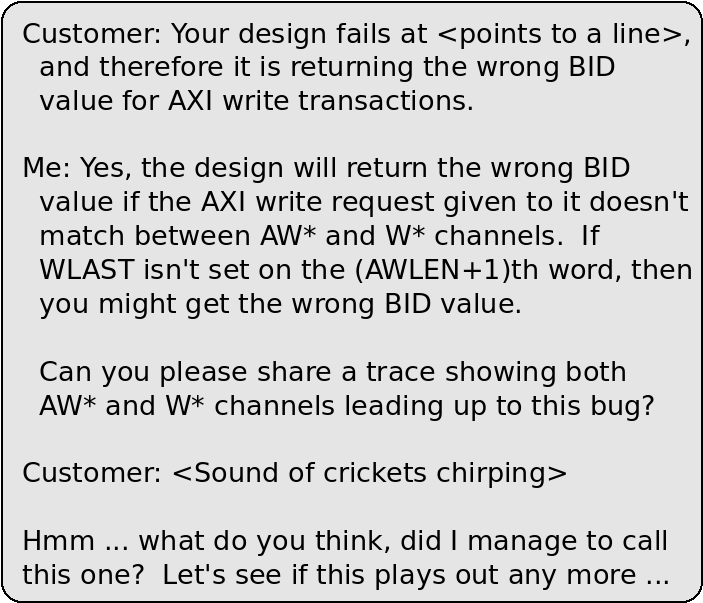 Customer: Your design fails at <points to a line>,
and therefore it is returning the wrong BID
value for AXI write transactions.
Me: Yes, the design will return the wrong BID
value if the AXI write request given to it doesn't
match between AW* and W* channels.  If
WLAST isn't set on the (AWLEN+1)th word, then
you might get the wrong BID value.
Can you please share a trace showing both
AW* and W* channels leading up to this bug?
Customer: <Sound of crickets chirping>
Hmm ... what do you think, did I manage to call
this one?  Let's see if this plays out any more ...